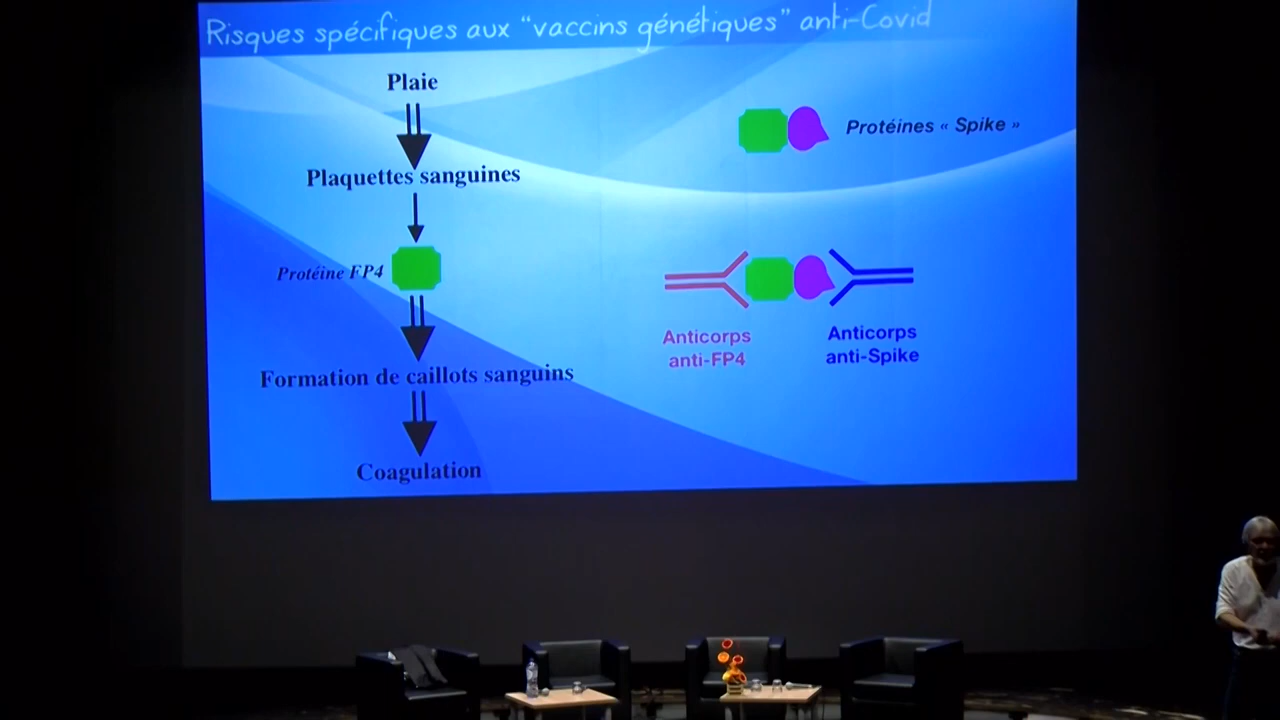 Risques spécifiques aux “vaccins génétiques” anti-Covid
Plaie
Plaquettes sanguines
Protéine FP4
Formation de caillots sanguins
Coagulation
Protéines « Spike »
Anticorps
anti-FP4
Anticorps
anti-Spike